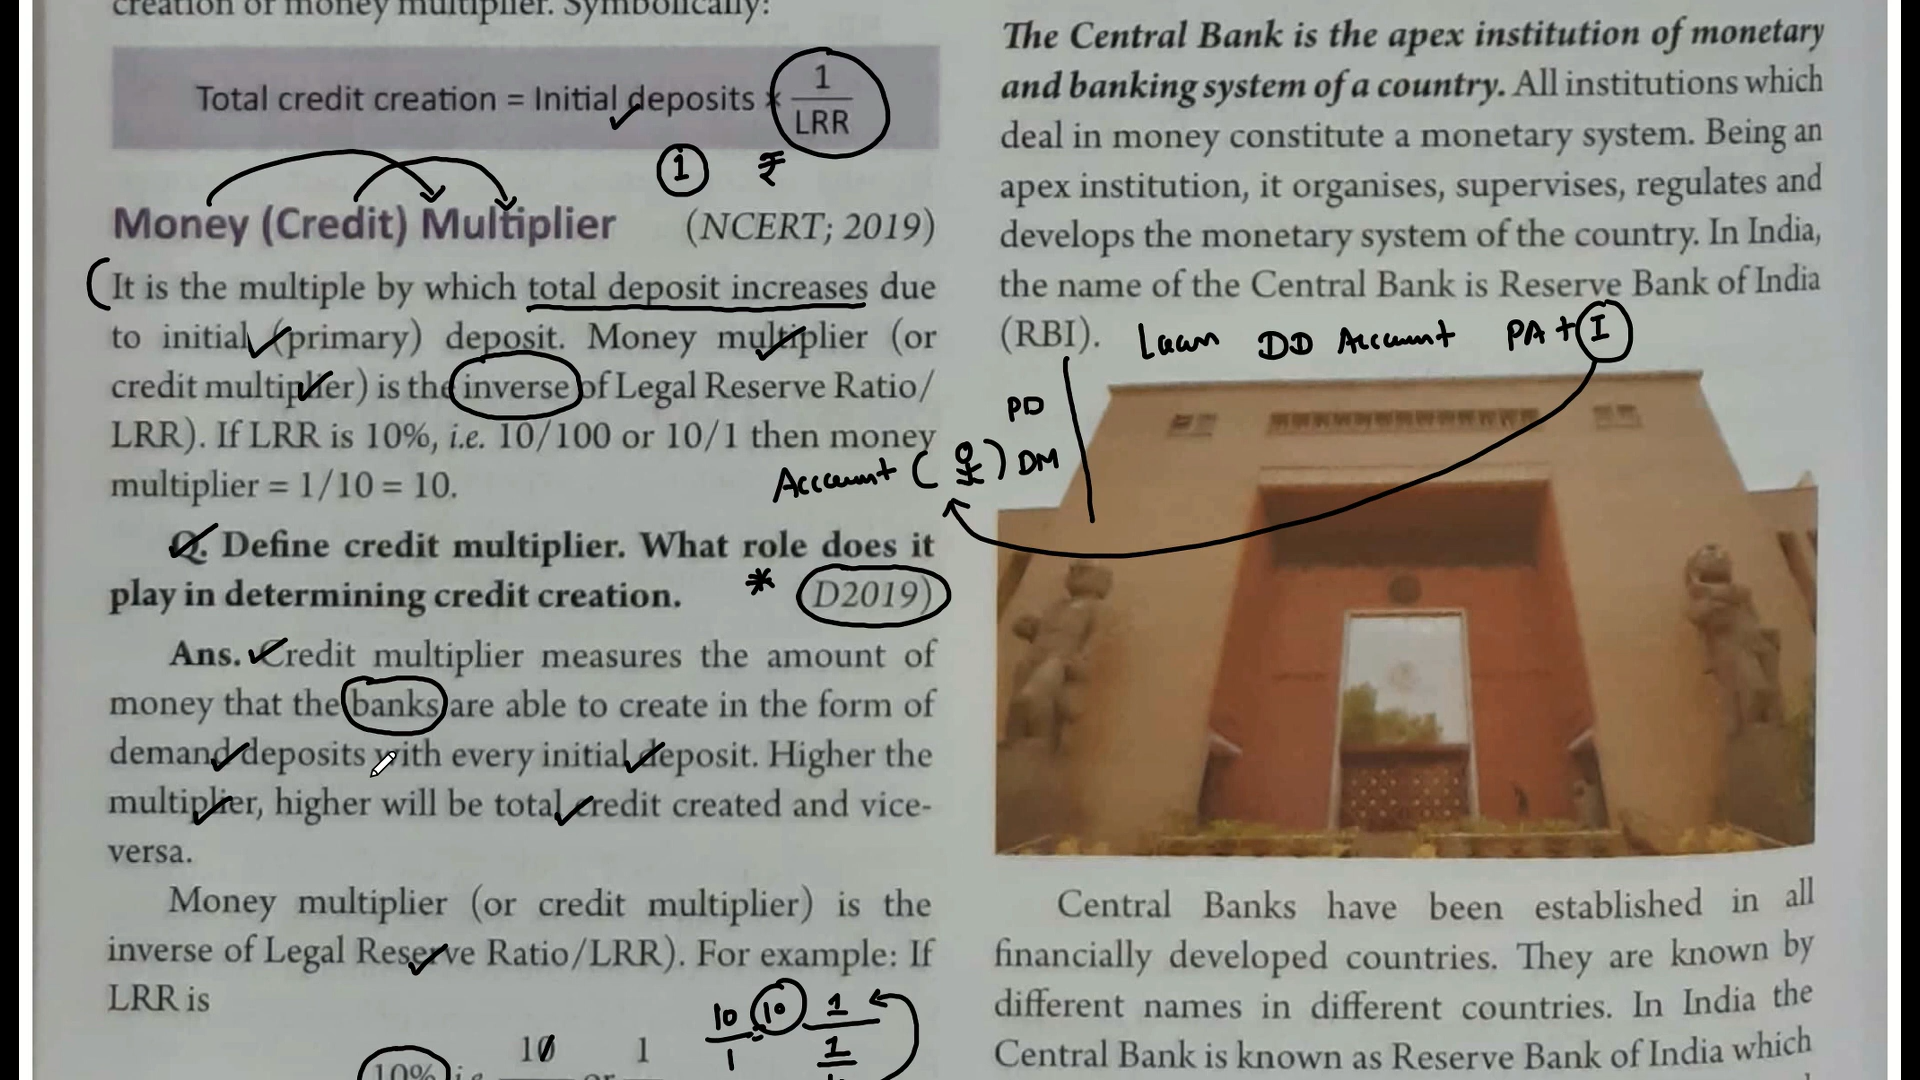 creation or money multiplier. Symbolically:
Total credit creation = Initial deposits × 1/LRR
1 ₹
Money (Credit) Multiplier (NCERT; 2019)
It is the multiple by which total deposit increases due
to initial (primary) deposit. Money multiplier (or
credit multiplier) is the inverse of Legal Reserve Ratio/
LRR). If LRR is 10%, i.e. 10/100 or 10/1 then money
multiplier = 1/10 = 10.
Q. Define credit multiplier. What role does it
play in determining credit creation. * D2019)
Ans. Credit multiplier measures the amount of
money that the banks are able to create in the form of
demand deposits with every initial deposit. Higher the
multiplier, higher will be total credit created and vice-
versa.
Money multiplier (or credit multiplier) is the
inverse of Legal Reserve Ratio/LRR). For example: If
LRR is
10 10 1
1 1
10 1
10% i.e. or
The Central Bank is the apex institution of monetary
and banking system of a country. All institutions which
deal in money constitute a monetary system. Being an
apex institution, it organises, supervises, regulates and
develops the monetary system of the country. In India,
the name of the Central Bank is Reserve Bank of India
(RBI). Loan DD Account PA + I
PD
Account ( ) DM
Central Banks have been established in all
financially developed countries. They are known by
different names in different countries. In India the
Central Bank is known as Reserve Bank of India which